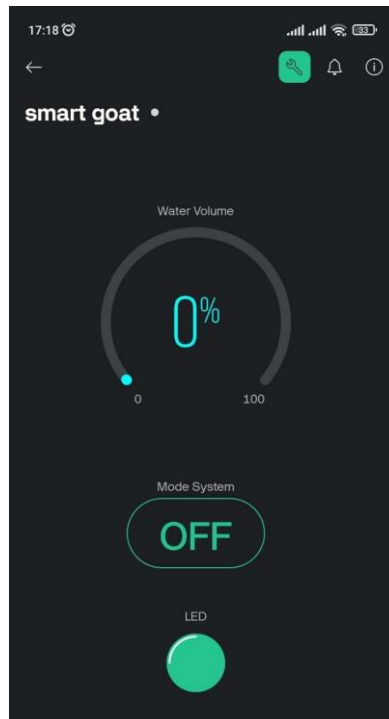 17:18 33
smart goat
Water Volume
0%
0 100
Mode System
OFF
LED